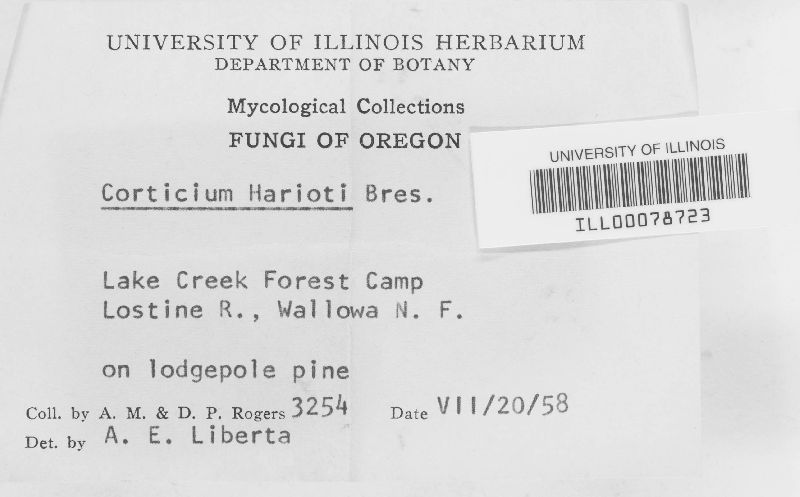 UNIVERSITY OF ILLINOIS HERBARIUM
DEPARTMENT OF BOTANY
Mycological Collections
FUNGI OF OREGON
UNIVERSITY OF ILLINOIS
ILL00078723
Corticium Harioti Bres.
Lake Creek Forest Camp
Lostine R., Wallowa N. F.
on lodgepole pine
Coll. by A. M. & D. P. Rogers 3254 Date VII/20/58
Det. by A. E. Liberta